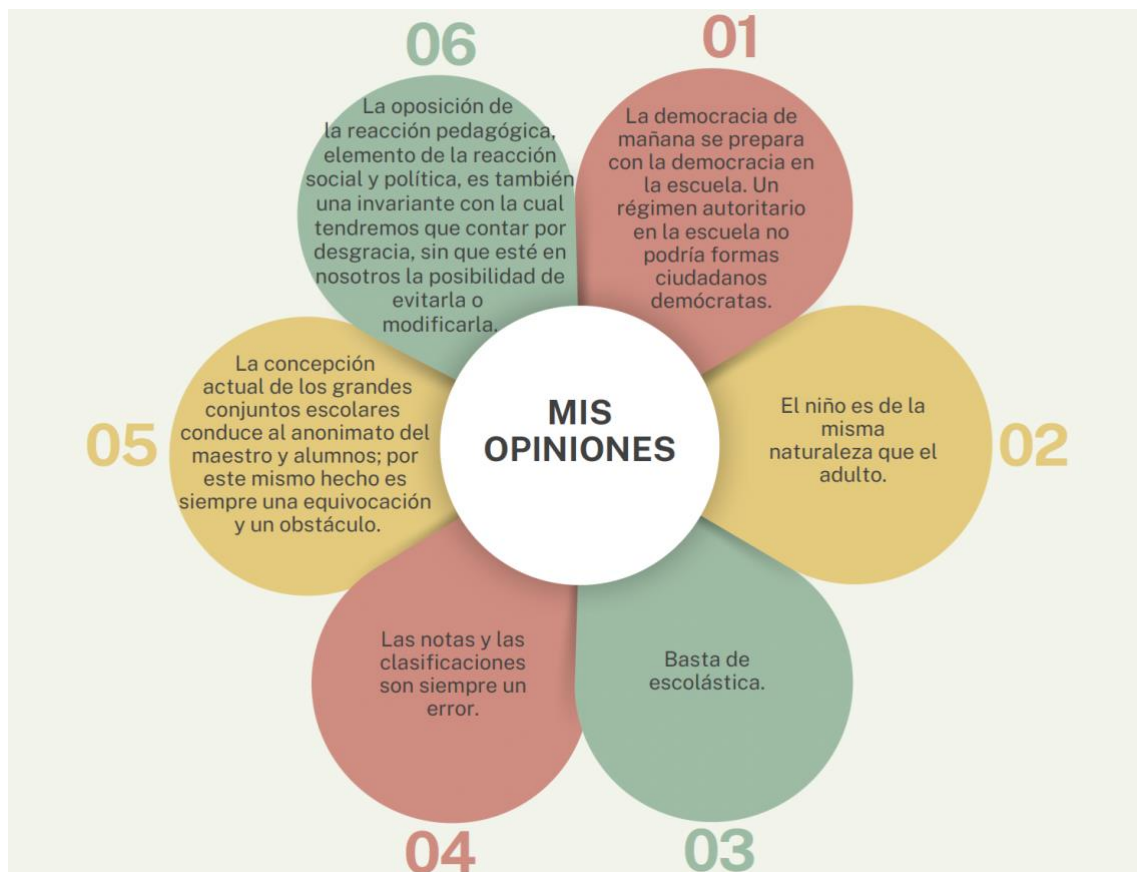 MIS
OPINIONES
01
La democracia de
mañana se prepara
con la democracia en
la escuela. Un
régimen autoritario
en la escuela no
podría formas
ciudadanos
demócratas.
02
El niño es de la
misma
naturaleza que el
adulto.
03
Basta de
escolástica.
04
Las notas y las
clasificaciones
son siempre un
error.
05
La concepción
actual de los grandes
conjuntos escolares
conduce al anonimato del
maestro y alumnos; por
este mismo hecho es
siempre una equivocación
y un obstáculo.
06
La oposición de
la reacción pedagógica,
elemento de la reacción
social y política, es también
una invariante con la cual
tendremos que contar por
desgracia, sin que esté en
nosotros la posibilidad de
evitarla o
modificarla.